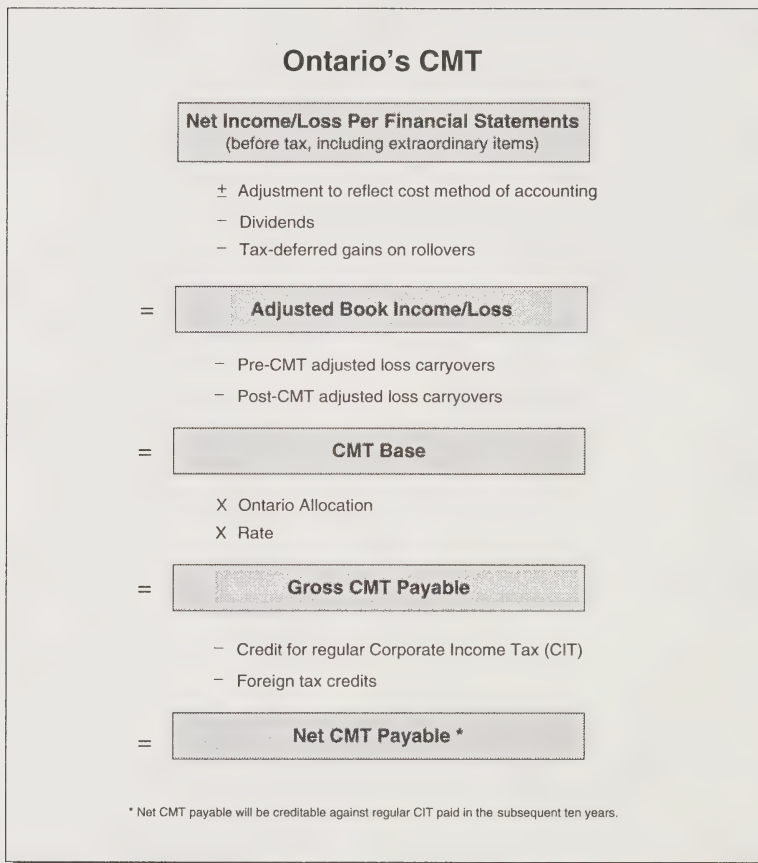 Ontario's CMT
Net Income/Loss Per Financial Statements
(before tax, including extraordinary items)
± Adjustment to reflect cost method of accounting
− Dividends
− Tax-deferred gains on rollovers
= Adjusted Book Income/Loss
− Pre-CMT adjusted loss carryovers
− Post-CMT adjusted loss carryovers
= CMT Base
X Ontario Allocation
X Rate
= Gross CMT Payable
− Credit for regular Corporate Income Tax (CIT)
− Foreign tax credits
= Net CMT Payable *
* Net CMT payable will be creditable against regular CIT paid in the subsequent ten years.